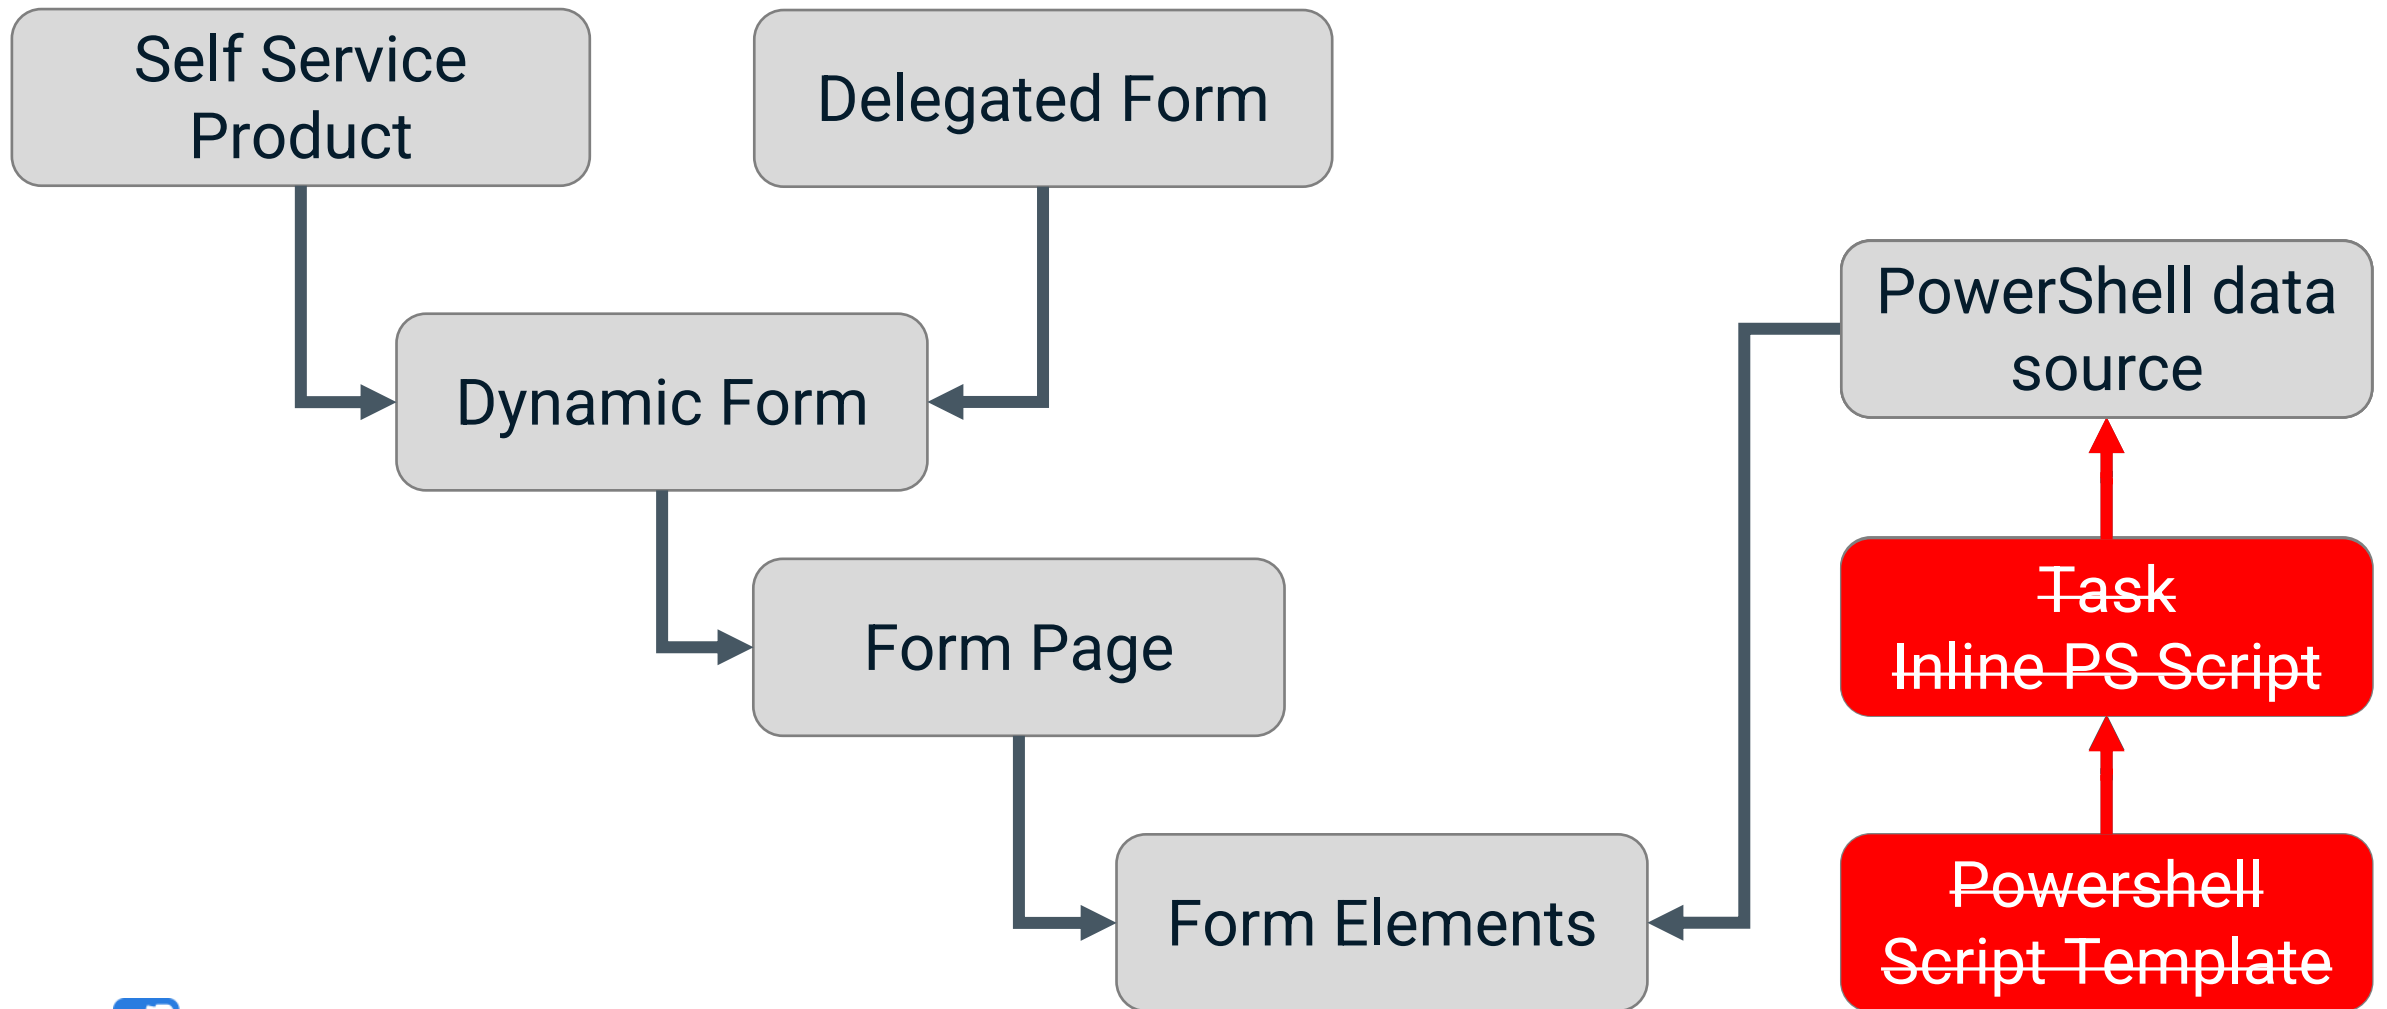 Self Service
Product
Delegated Form
PowerShell data
source
Dynamic Form
Task
Inline PS Script
Form Page
Powershell
Script Template
Form Elements